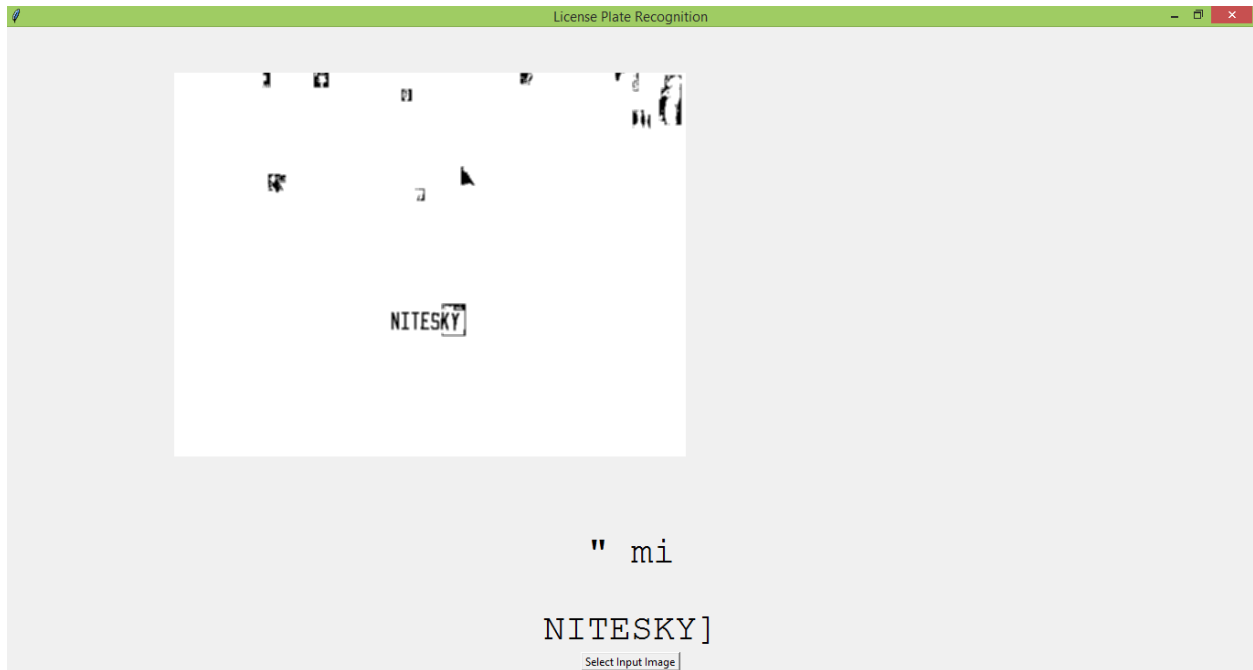 License Plate Recognition
NITESKY
" mi
NITESKY]
Select Input Image